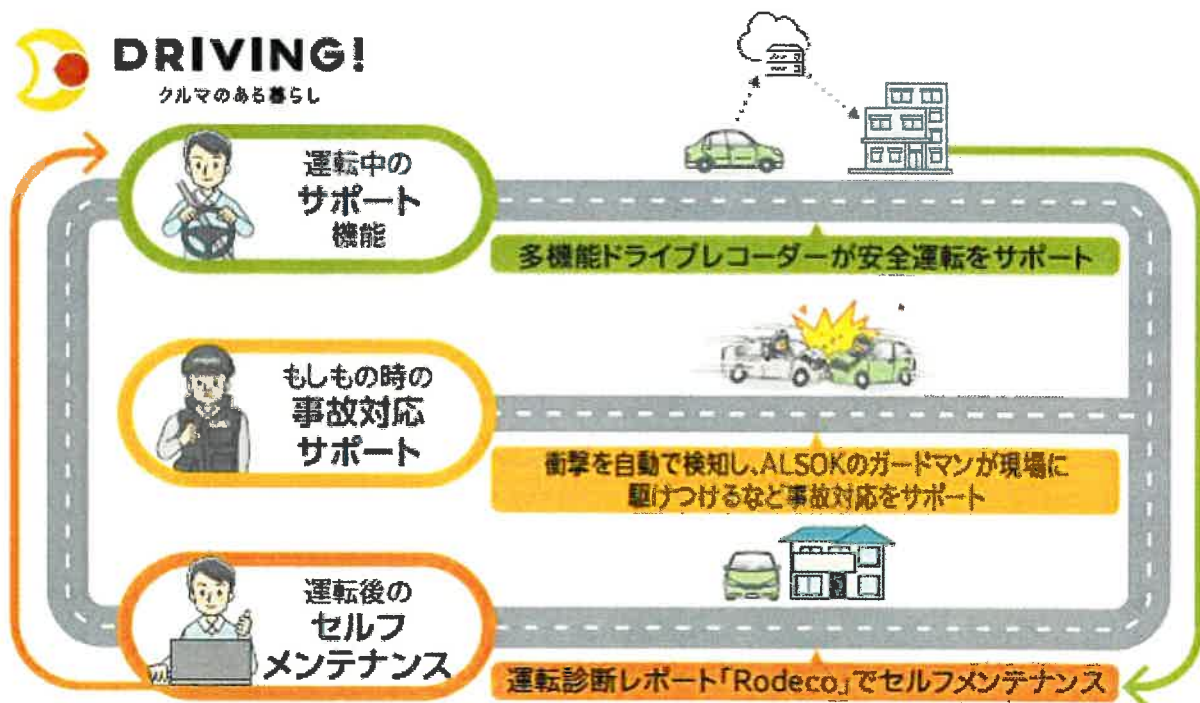 DRIVING!
クルマのある暮らし
運転中の
サポート
機能
多機能ドライブレコーダーが安全運転をサポート
もしもの時の
事故対応
サポート
衝撃を自動で検知し、ALSOKのガードマンが現場に
駆けつけるなど事故対応をサポート
運転後の
セルフ
メンテナンス
運転診断レポート「Rodeco」でセルフメンテナンス